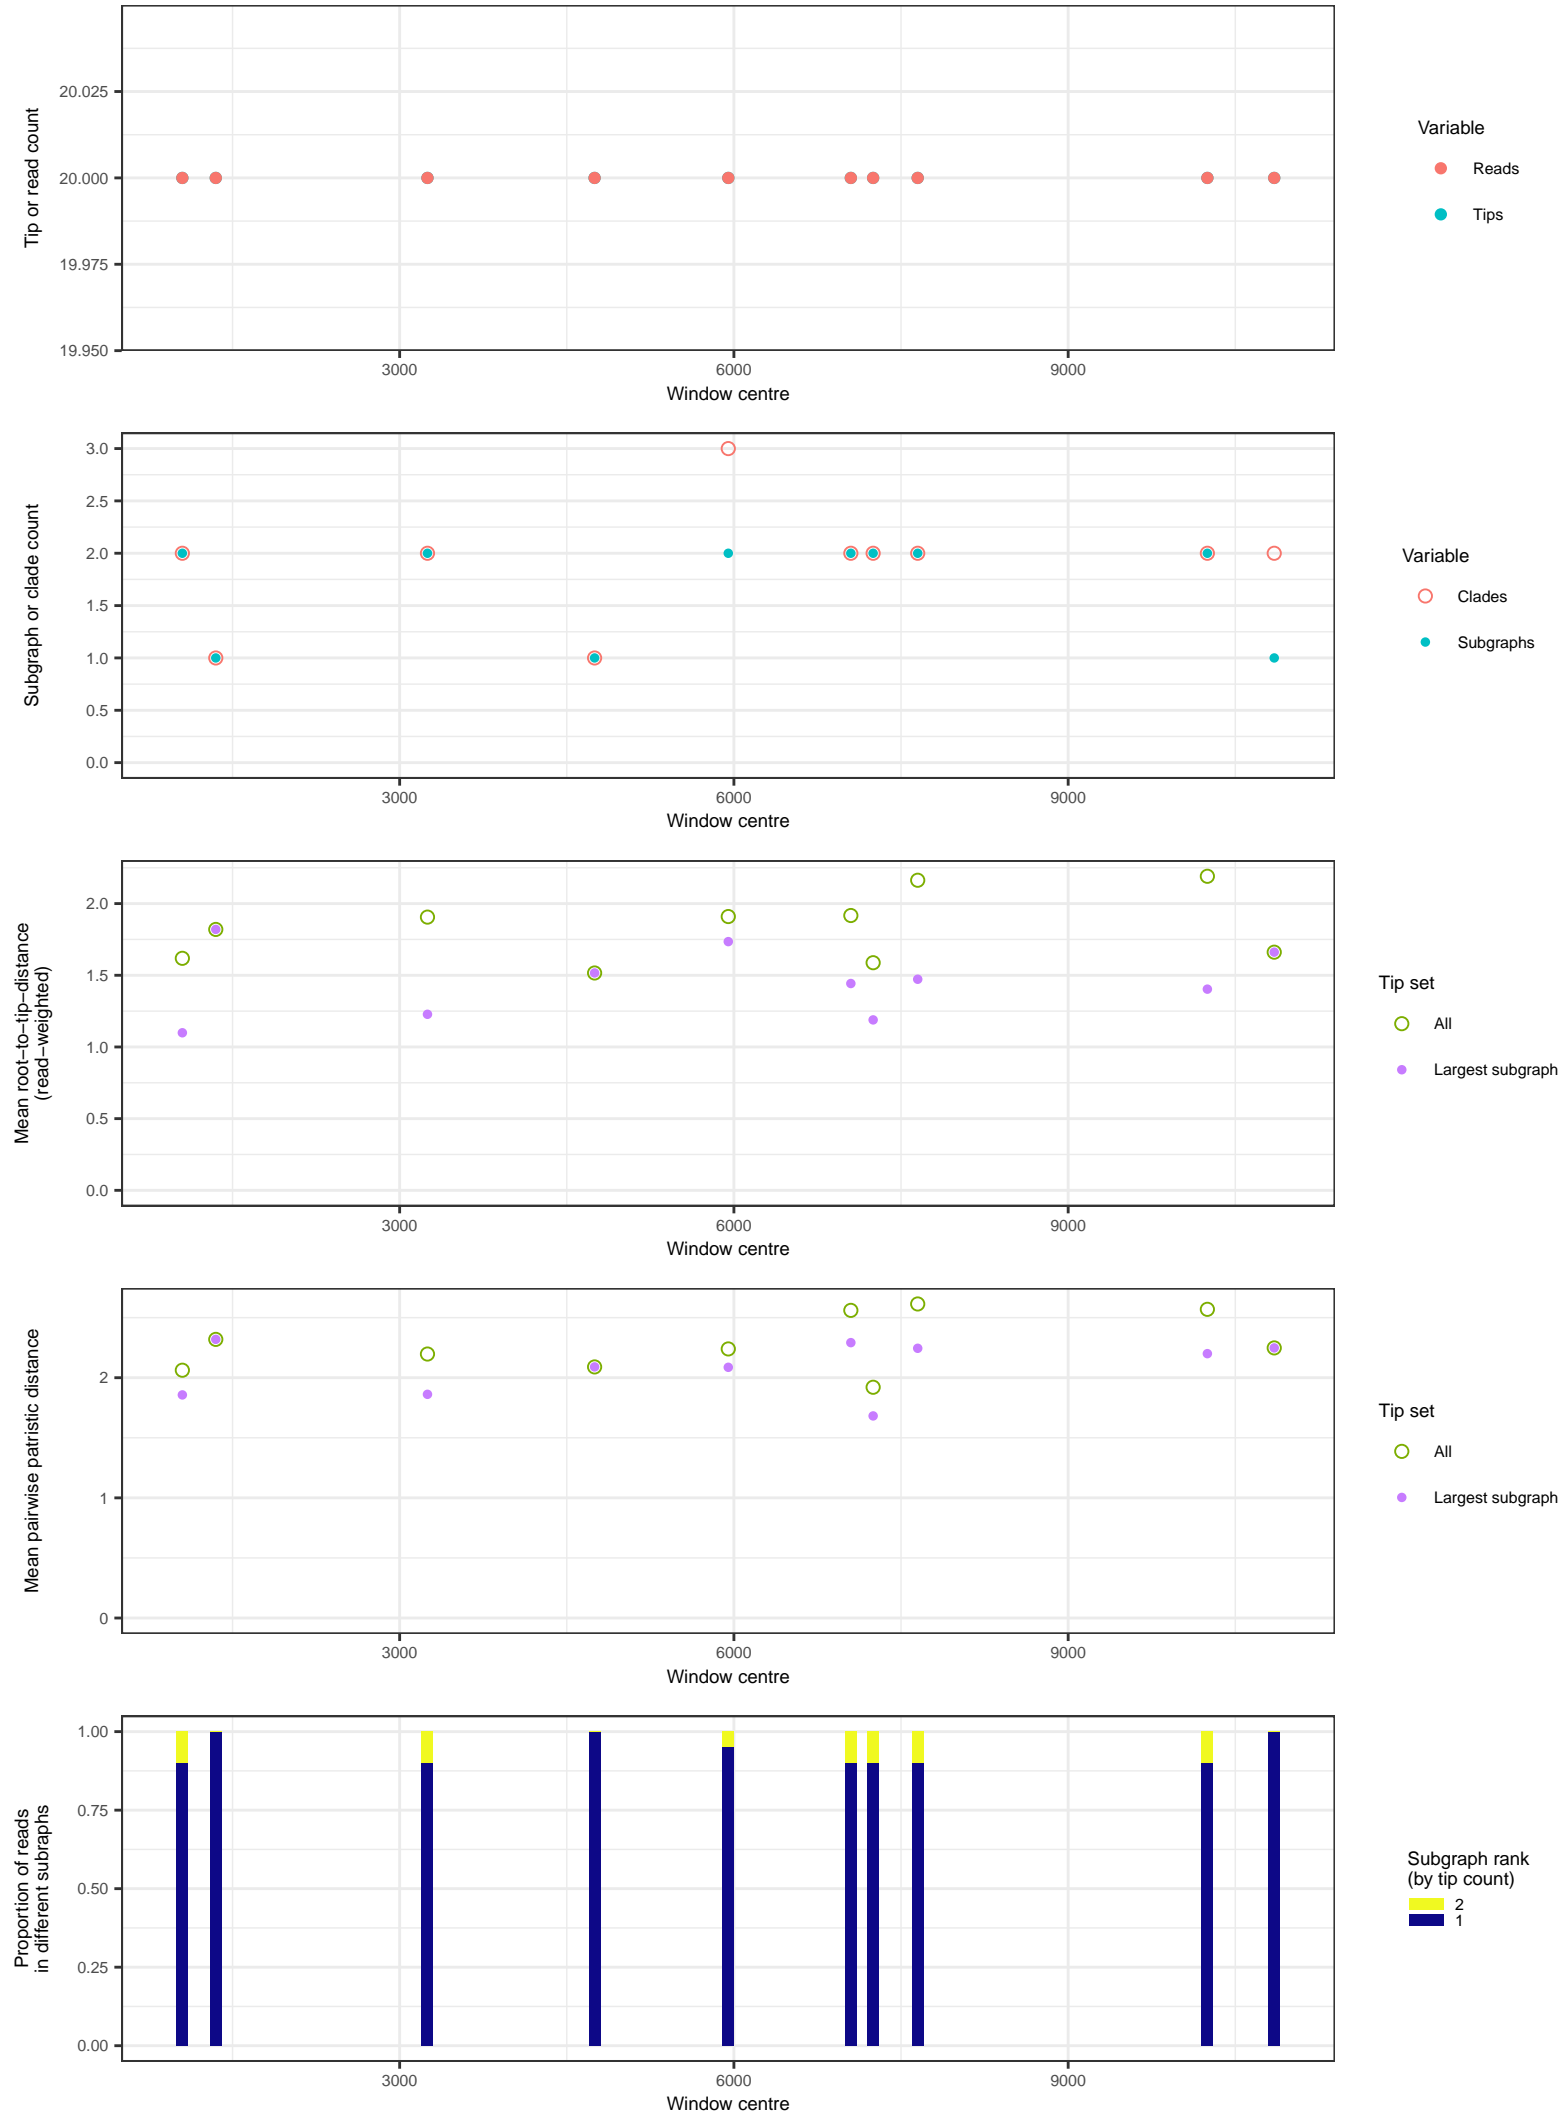 Tip or read count
20.025
20.000
19.975
19.950
3000 6000 9000
Window centre
Variable
Reads
Tips
Subgraph or clade count
3.0
2.5
2.0
1.5
1.0
0.5
0.0
3000 6000 9000
Window centre
Variable
Clades
Subgraphs
Mean root−to−tip−distance
(read−weighted)
2.0
1.5
1.0
0.5
0.0
3000 6000 9000
Window centre
Tip set
All
Largest subgraph
Mean pairwise patristic distance
2
1
0
3000 6000 9000
Window centre
Tip set
All
Largest subgraph
Proportion of reads
in different subraphs
1.00
0.75
0.50
0.25
0.00
3000 6000 9000
Window centre
Subgraph rank
(by tip count)
2
1